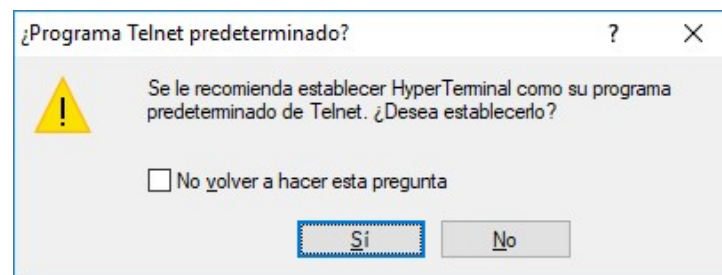 ¿Programa Telnet predeterminado?
?
Se le recomienda establecer HyperTerminal como su programa
predeterminado de Telnet. ¿Desea establecerlo?
No volver a hacer esta pregunta
Sí
No